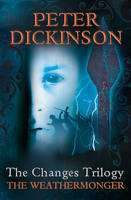 PETER
DICKINSON
The Changes Trilogy
THE WEATHERMONGER